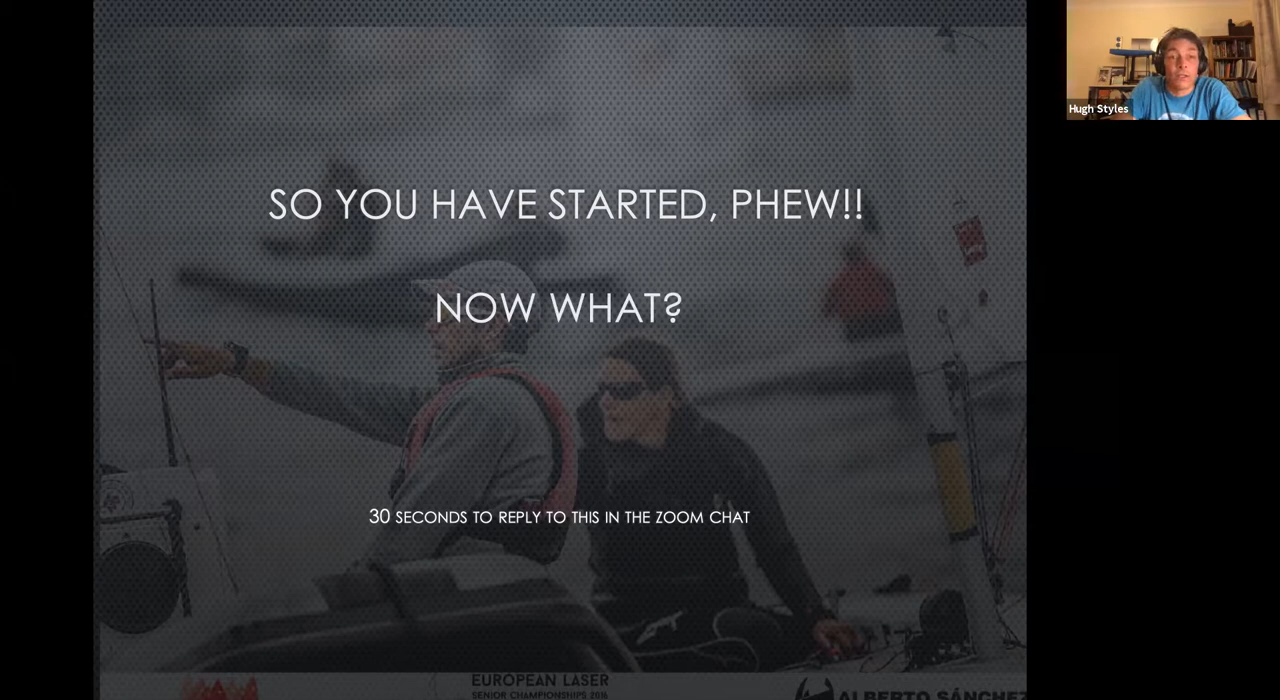 Hugh Styles
SO YOU HAVE STARTED, PHEW!!
NOW WHAT?
30 SECONDS TO REPLY TO THIS IN THE ZOOM CHAT
EUROPEAN LASER
SENIOR CHAMPIONSHIPS 2016
ALBERTO SÁNCHEZ